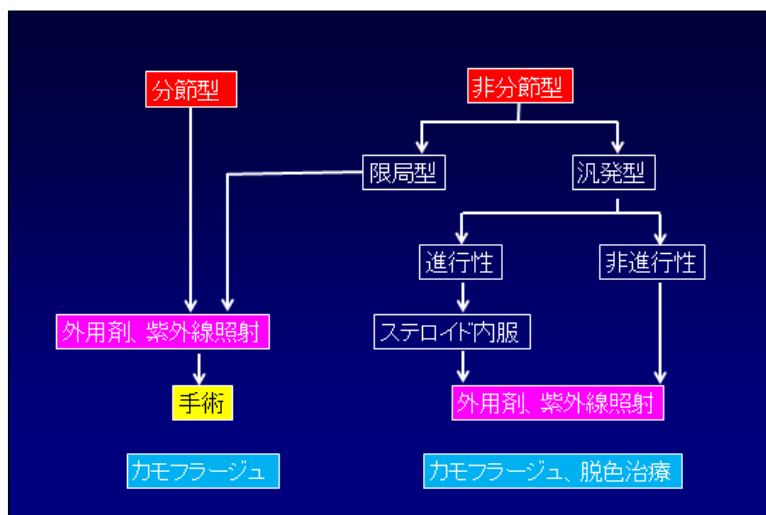 分節型
非分節型
限局型
汎発型
進行性
非進行性
外用剤、紫外線照射
ステロイド内服
手術
外用剤、紫外線照射
カモフラージュ
カモフラージュ、脱色治療